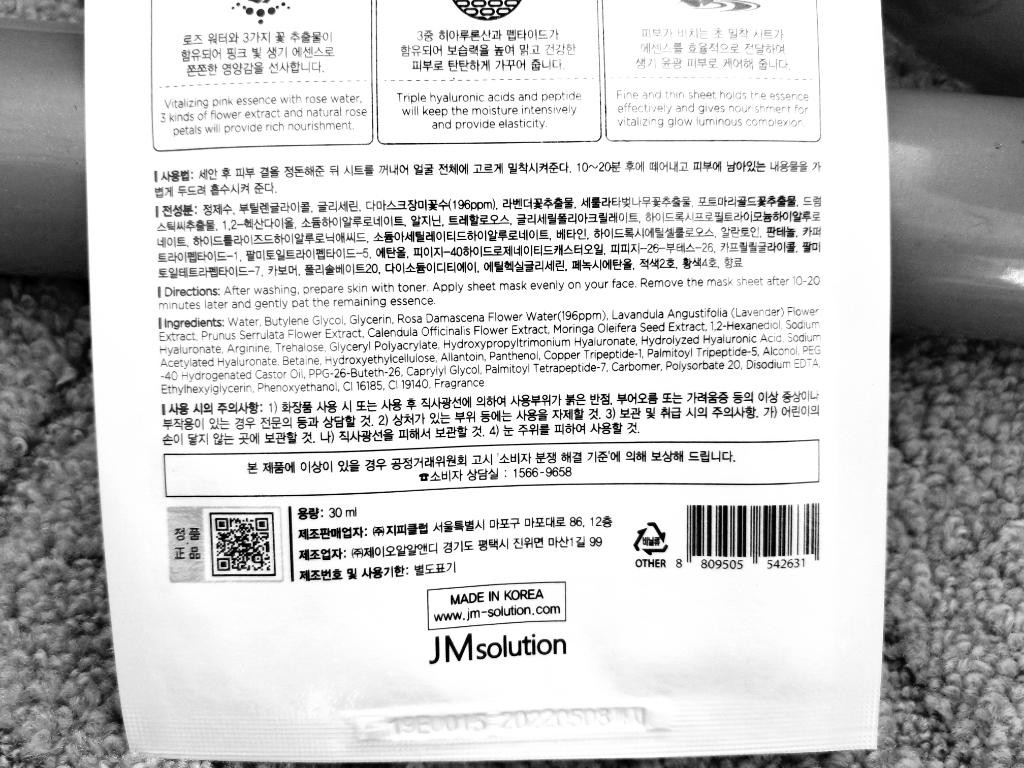 로즈 워터와 3가지 꽃 추출물이
함유되어 핑크 빛 생기 에센스로
쫀쫀한 영양감을 선사합니다.
Vitalizing pink essence with rose water,
3 kinds of flower extract and natural rose
petals will provide rich nourishment.
3중 히아루론산과 펩타이드가
함유되어 보습력을 높여 맑고 건강한
피부로 탄탄하게 가꾸어 줍니다.
Triple hyaluronic acids and peptide
will keep the moisture intensively
and provide elasticity.
피부가 비치는 초 밀착 시트가
에센스를 효율적으로 전달하여
생기 윤광 피부로 케어해 줍니다.
Fine and thin sheet holds the essence
effectively and gives nourishment for
vitalizing glow luminous complexion.
사용법: 세안 후 피부 결을 정돈해준 뒤 시트를 꺼내어 얼굴 전체에 고르게 밀착시켜준다. 10~20분 후에 떼어내고 피부에 남아있는 내용물을 가
볍게 두드려 흡수시켜 준다.
전성분: 정제수, 부틸렌글라이콜, 글리세린, 다마스크장미꽃수(196ppm), 라벤더꽃추출물, 세룰라타벚나무꽃추출물, 포트마리골드꽃추출물, 드럼
스틱씨추출물, 1,2-헥산다이올, 소듐하이알루로네이트, 알지닌, 트레할로오스, 글리세릴폴리아크릴레이트, 하이드록시프로필트라이모늄하이알루로
네이트, 하이드롤라이즈드하이알루로닉애씨드, 소듐아세틸레이티드하이알루로네이트, 베타인, 하이드록시에틸셀룰로오스, 알란토인, 판테놀, 카퍼
트라이펩타이드-1, 팔미토일트라이펩타이드-5, 에탄올, 피이지-40하이드로제네이티드캐스터오일, 피피지-26-부테스-26, 카프릴릴글라이콜, 팔미
토일테트라펩타이드-7, 카보머, 폴리솔베이트20, 다이소듐이디티에이, 에틸헥실글리세린, 페녹시에탄올, 적색2호, 황색4호, 향료
Directions: After washing, prepare skin with toner. Apply sheet mask evenly on your face. Remove the mask sheet after 10-20
minutes later and gently pat the remaining essence.
Ingredients: Water, Butylene Glycol, Glycerin, Rosa Damascena Flower Water(196ppm), Lavandula Angustifolia (Lavender) Flower
Extract, Prunus Serrulata Flower Extract, Calendula Officinalis Flower Extract, Moringa Oleifera Seed Extract, 1,2-Hexanediol, Sodium
Hyaluronate, Arginine, Trehalose, Glyceryl Polyacrylate, Hydroxypropyltrimonium Hyaluronate, Hydrolyzed Hyaluronic Acid, Sodium
Acetylated Hyaluronate, Betaine, Hydroxyethylcellulose, Allantoin, Panthenol, Copper Tripeptide-1, Palmitoyl Tripeptide-5, Alcohol, PEG
-40 Hydrogenated Castor Oil, PPG-26-Buteth-26, Caprylyl Glycol, Palmitoyl Tetrapeptide-7, Carbomer, Polysorbate 20, Disodium EDTA,
Ethylhexylglycerin, Phenoxyethanol, CI 16185, CI 19140, Fragrance
사용 시의 주의사항: 1) 화장품 사용 시 또는 사용 후 직사광선에 의하여 사용부위가 붉은 반점, 부어오름 또는 가려움증 등의 이상 증상이나
부작용이 있는 경우 전문의 등과 상담할 것. 2) 상처가 있는 부위 등에는 사용을 자제할 것. 3) 보관 및 취급 시의 주의사항. 가) 어린이의
손이 닿지 않는 곳에 보관할 것. 나) 직사광선을 피해서 보관할 것. 4) 눈 주위를 피하여 사용할 것.
본 제품에 이상이 있을 경우 공정거래위원회 고시 '소비자 분쟁 해결 기준'에 의해 보상해 드립니다.
☎소비자 상담실 : 1566-9658
정품
正品
용량: 30 ml
제조판매업자: ㈜지피클럽 서울특별시 마포구 마포대로 86, 12층
제조업자: ㈜제이오알앤디 경기도 평택시 진위면 마산1길 99
제조번호 및 사용기한: 별도표기
비닐류
OTHER
8 809505 542631
MADE IN KOREA
www.jm-solution.com
JMsolution
19E0015 20220508